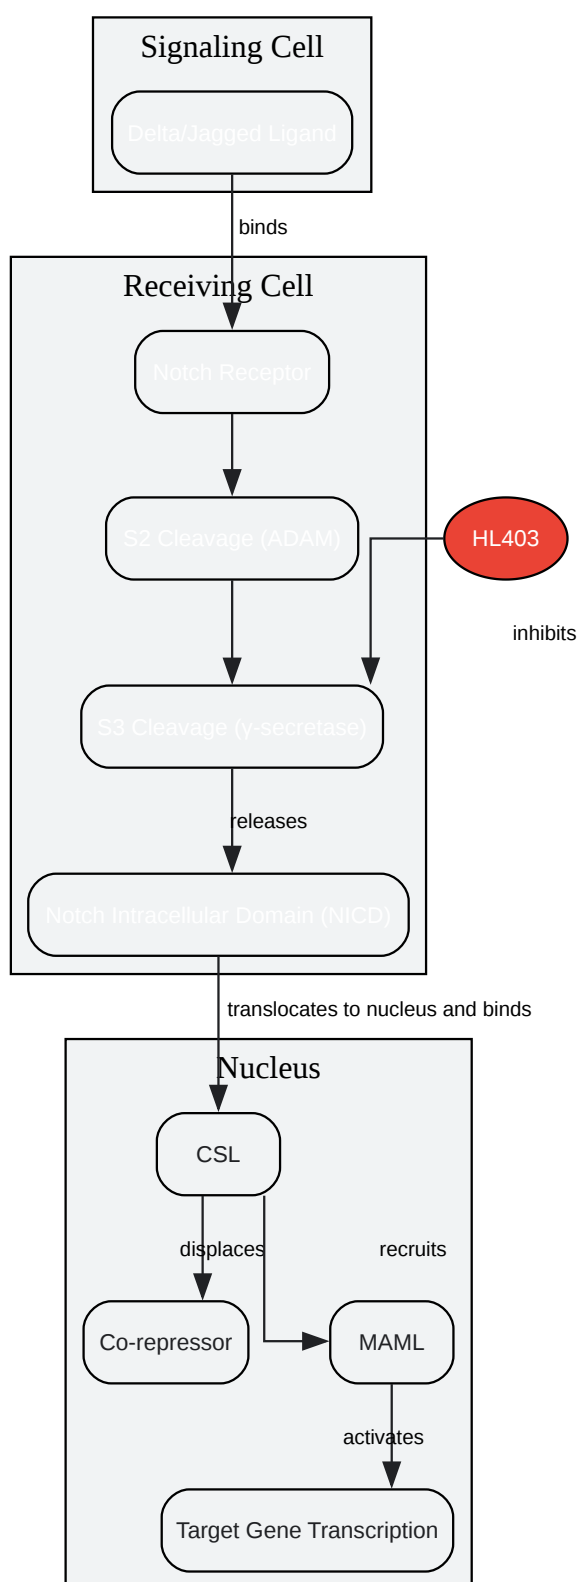 Signaling Cell
Delta/Jagged Ligand
binds
Receiving Cell
Notch Receptor
S2 Cleavage (ADAM)
HL403
inhibits
S3 Cleavage (γ-secretase)
releases
Notch Intracellular Domain (NICD)
translocates to nucleus and binds
Nucleus
CSL
displaces
recruits
Co-repressor
MAML
activates
Target Gene Transcription